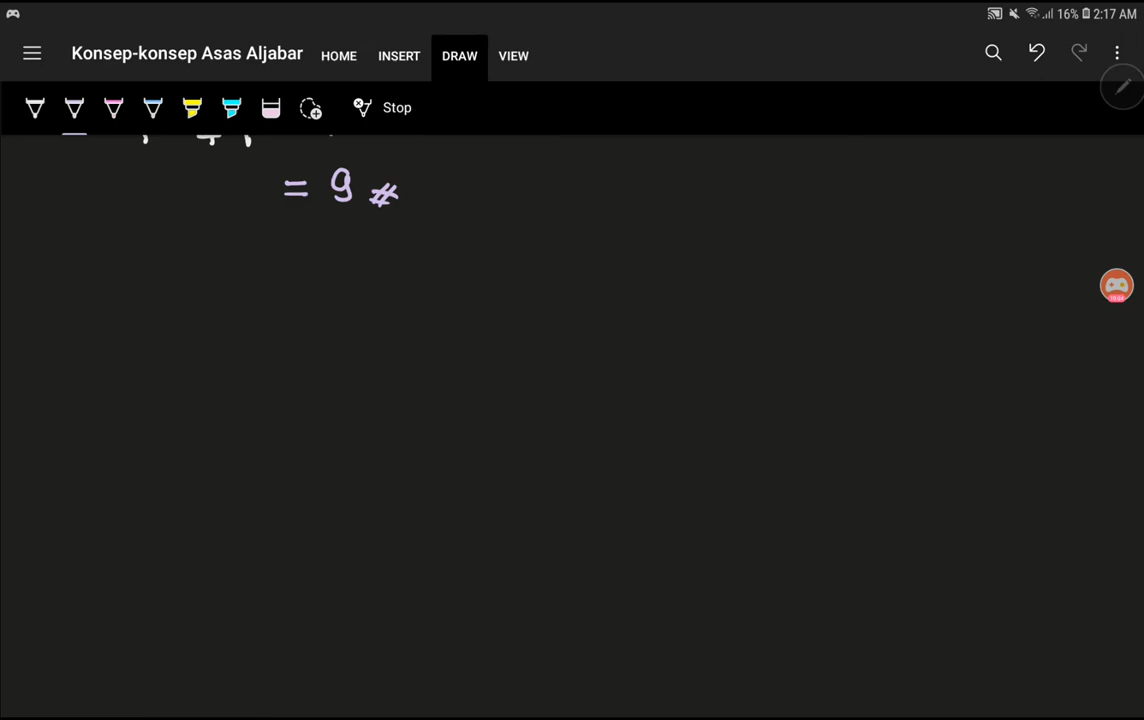 16% 2:17 AM
Konsep-konsep Asas Aljabar HOME INSERT DRAW VIEW
Stop
= 9 #